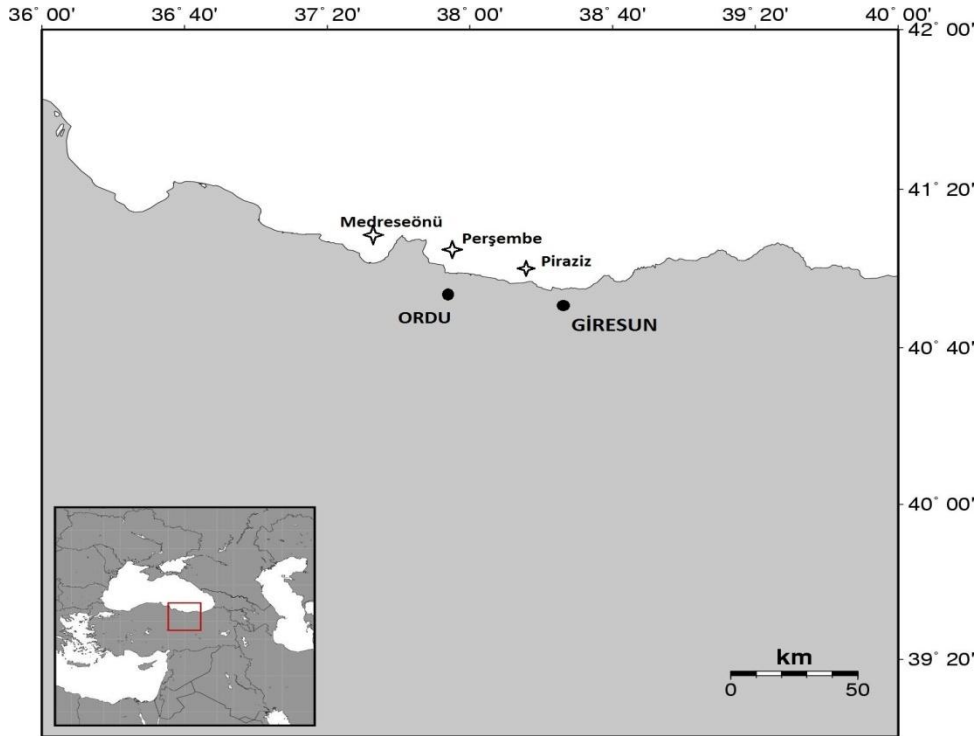 36° 00' 36° 40' 37° 20' 38° 00' 38° 40' 39° 20' 40° 00'
42° 00'
41° 20'
Medreseönü
Perşembe
Piraziz
ORDU
GİRESUN
40° 40'
40° 00'
39° 20'
km
0 50